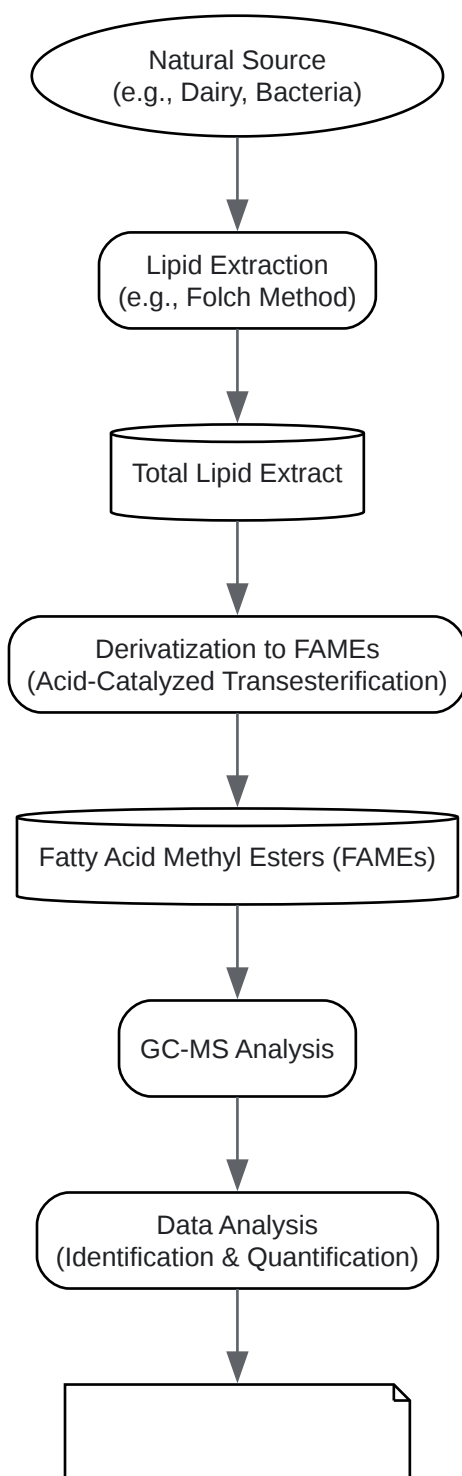 Natural Source
(e.g., Dairy, Bacteria)
Lipid Extraction
(e.g., Folch Method)
Total Lipid Extract
Derivatization to FAMEs
(Acid-Catalyzed Transesterification)
Fatty Acid Methyl Esters (FAMEs)
GC-MS Analysis
Data Analysis
(Identification & Quantification)